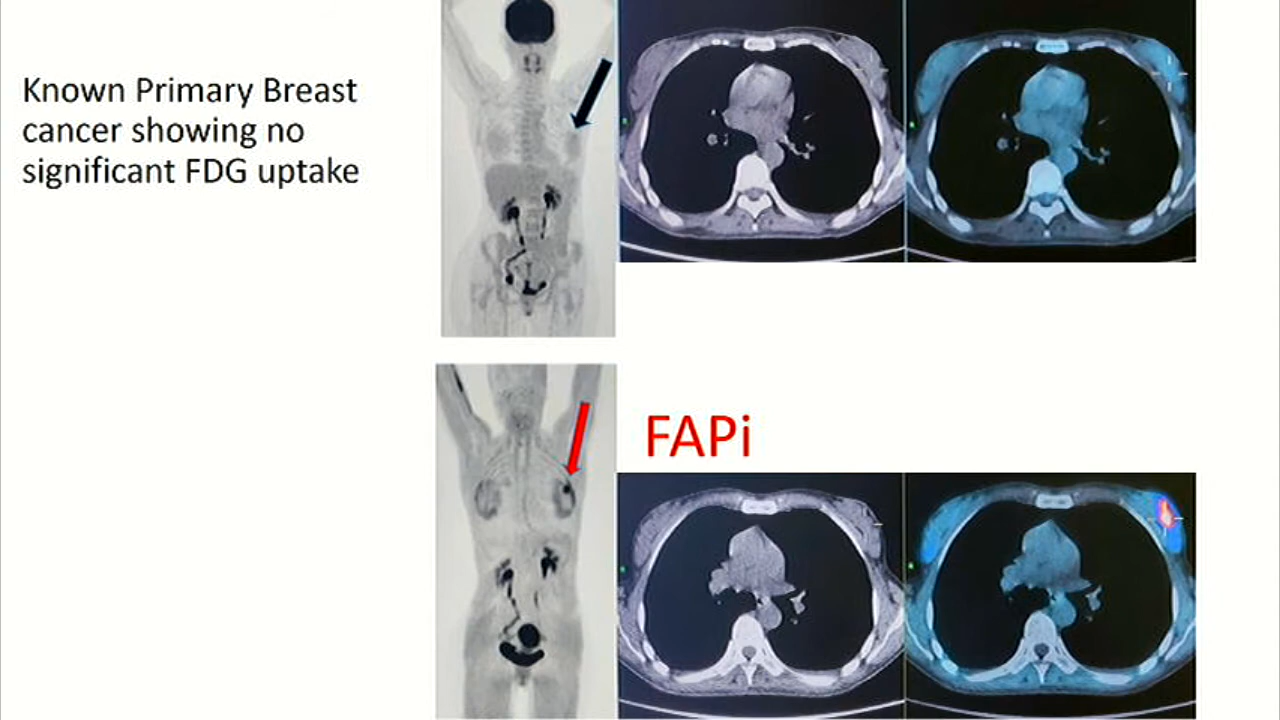 Known Primary Breast
cancer showing no
significant FDG uptake
FAPi